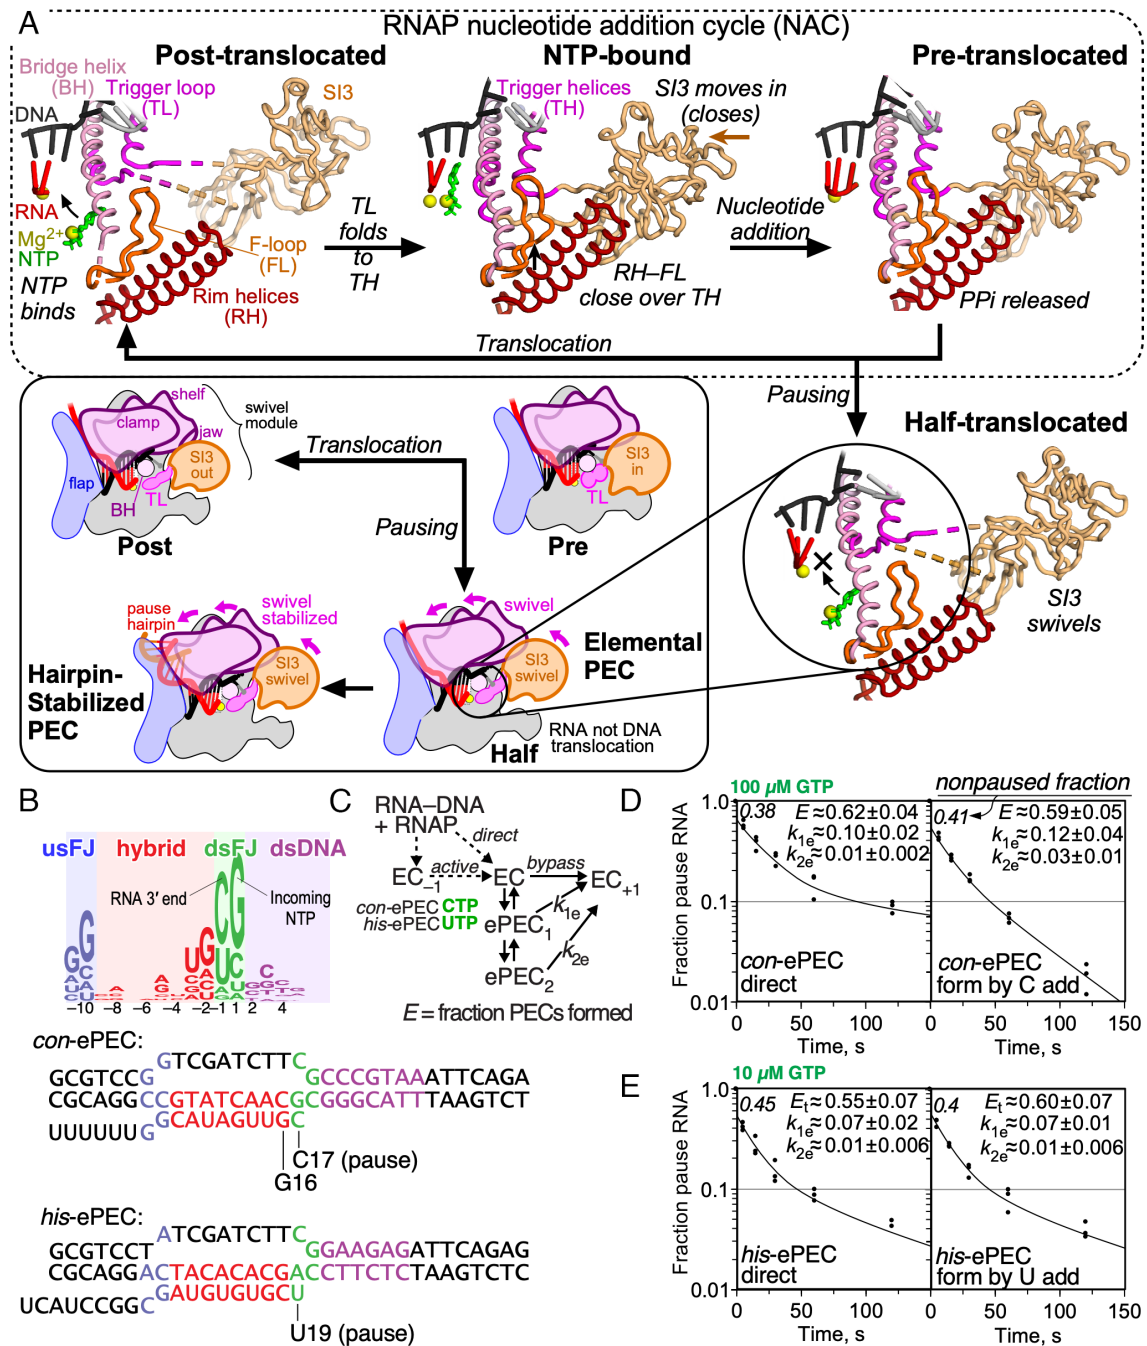 A
RNAP nucleotide addition cycle (NAC)
Post-translocated
NTP-bound
Pre-translocated
Bridge helix
(BH)
Trigger loop
(TL)
SI3
DNA
RNA
Mg2+
NTP
NTP
binds
F-loop
(FL)
Rim helices
(RH)
TL
folds
to
TH
Trigger helices
(TH)
SI3 moves in
(closes)
RH–FL
close over TH
Nucleotide
addition
PPi released
Translocation
Pausing
Half-translocated
SI3
swivels
shelf
clamp
jaw
swivel
module
SI3
out
flap
BH
TL
Post
Translocation
Pausing
SI3
in
TL
Pre
pause
hairpin
swivel
stabilized
SI3
swivel
Hairpin-
Stabilized
PEC
swivel
SI3
swivel
Elemental
PEC
Half
RNA not DNA
translocation
B
usFJ hybrid dsFJ dsDNA
RNA 3′ end
Incoming
NTP
G A U C G C A U
A
A C U
U A C
G A C U
C U
G C U A
C G
C
G C T
–10 –8 –6 –4 –2 –1 1 2 4
con-ePEC:
GTCGATCTTC
GCGTCCG GCCCGTAAATTCAGA
CGCAGGCCGTATCAACGCGGGCATTTAAGTCT
GCAUAGUUGC
UUUUUUG
C17 (pause)
G16
his-ePEC:
ATCGATCTTC
GCGTCCT GGAAGAGATTCAGAG
CGCAGGACTACACACGACCTTCTCTAAGTCTC
GAUGUGUGCU
UCAUCCGGC
U19 (pause)
C
RNA–DNA
+ RNAP
direct
EC–1
active
EC
bypass
EC+1
con-ePEC CTP
his-ePEC UTP
ePEC1
k1e
k2e
ePEC2
E = fraction PECs formed
D
100 µM GTP
nonpaused fraction
Fraction pause RNA
1.0
0.1
0.01
0.38
E≈0.62±0.04
k1e≈0.10±0.02
k2e≈0.01±0.002
con-ePEC
direct
0.41
E≈0.59±0.05
k1e≈0.12±0.04
k2e≈0.03±0.01
con-ePEC
form by C add
0 50 100 0 50 100 150
Time, s
Time, s
E
10 µM GTP
Fraction pause RNA
1.0
0.1
0.01
0.45
Et≈0.55±0.07
k1e≈0.07±0.02
k2e≈0.01±0.006
his-ePEC
direct
0.4
Et≈0.60±0.07
k1e≈0.07±0.01
k2e≈0.01±0.006
his-ePEC
form by U add
0 50 100 0 50 100 150
Time, s
Time, s